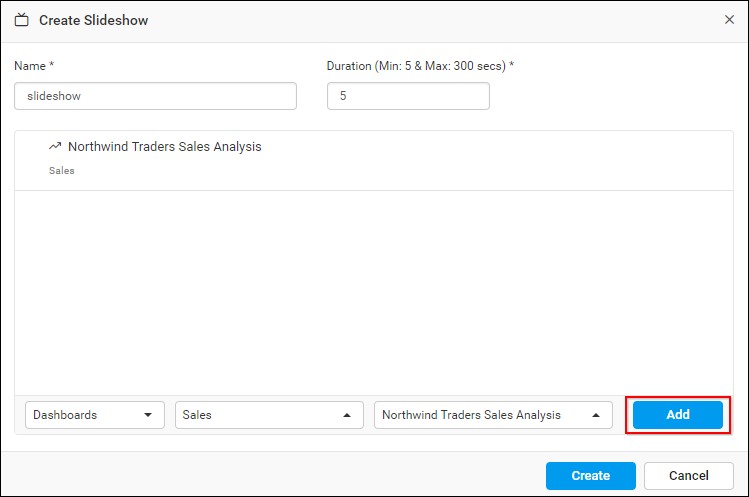 Create Slideshow
Name *
Duration (Min: 5 & Max: 300 secs) *
slideshow
5
Northwind Traders Sales Analysis
Sales
Dashboards
Sales
Northwind Traders Sales Analysis
Add
Create
Cancel